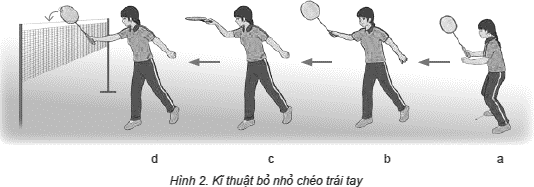 d c b a
Hình 2. Kĩ thuật bỏ nhỏ chéo trái tay